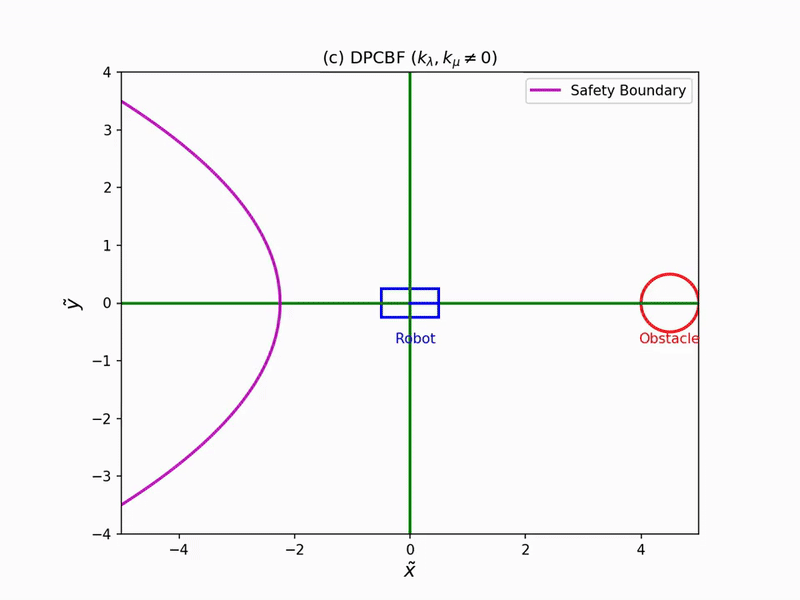 (c) DPCBF (kλ, kμ ≠ 0)
Safety Boundary
4
3
2
1
0
−1
−2
−3
−4
ỹ
Robot
Obstacle
−4
−2
0
2
4
x̃